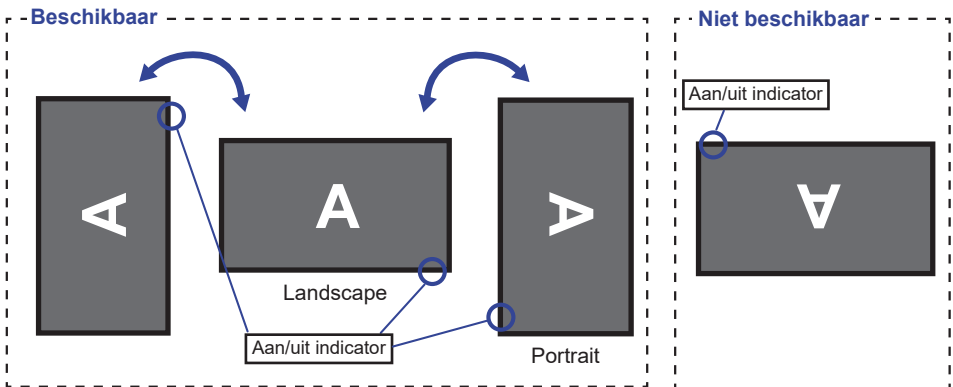 Beschikbaar
Niet beschikbaar
Aan/uit indicator
A
A
A
A
Landscape
Aan/uit indicator
Portrait